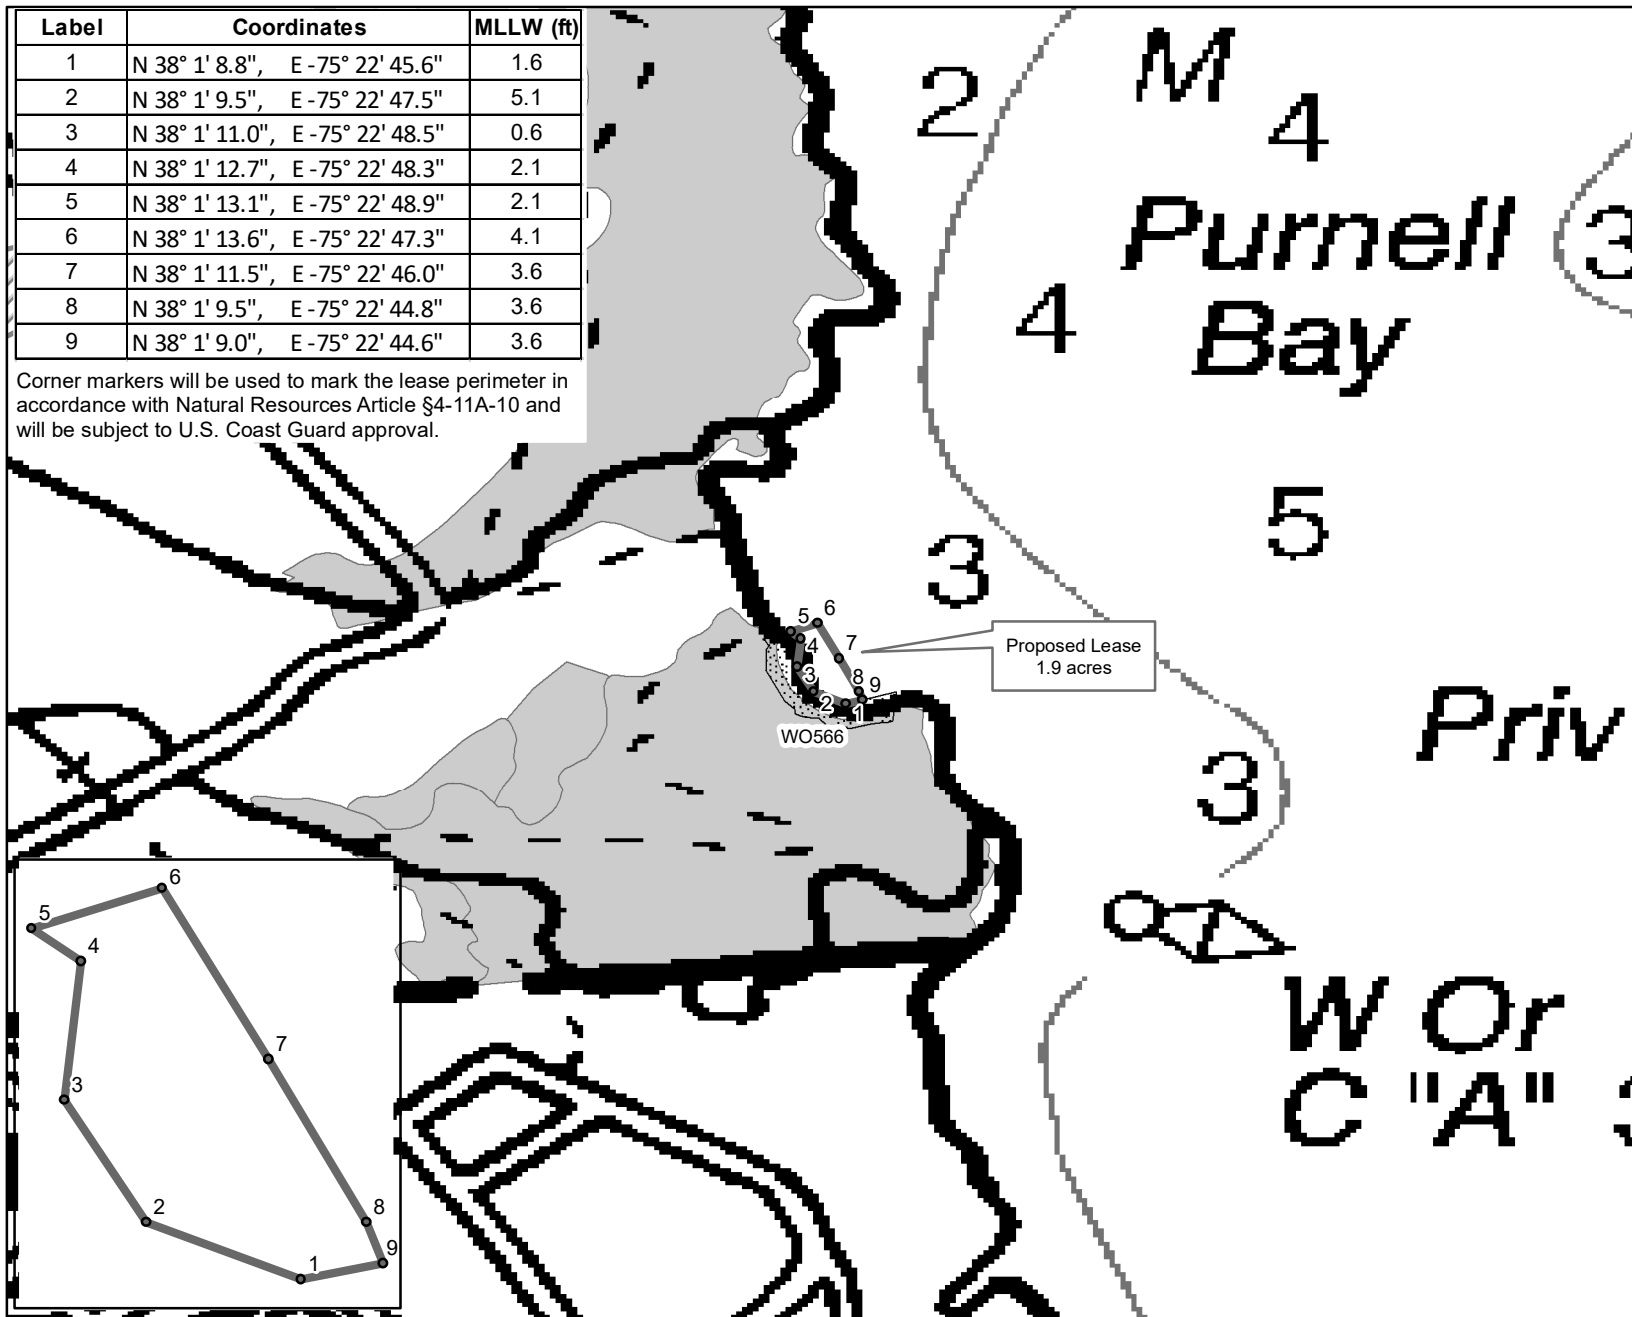 Label Coordinates MLLW (ft)
1 N 38° 1' 8.8", E -75° 22' 45.6" 1.6
2 N 38° 1' 9.5", E -75° 22' 47.5" 5.1
3 N 38° 1' 11.0", E -75° 22' 48.5" 0.6
4 N 38° 1' 12.7", E -75° 22' 48.3" 2.1
5 N 38° 1' 13.1", E -75° 22' 48.9" 2.1
6 N 38° 1' 13.6", E -75° 22' 47.3" 4.1
7 N 38° 1' 11.5", E -75° 22' 46.0" 3.6
8 N 38° 1' 9.5", E -75° 22' 44.8" 3.6
9 N 38° 1' 9.0", E -75° 22' 44.6" 3.6
Corner markers will be used to mark the lease perimeter in
accordance with Natural Resources Article §4-11A-10 and
will be subject to U.S. Coast Guard approval.
M
2
4
Purnell
3
4
Bay
5
3
5
6
4
7
3
8
9
2
1
WO566
Proposed Lease
1.9 acres
Priv
3
W Or
C "A" 3
6
5
4
7
3
2
8
1
9